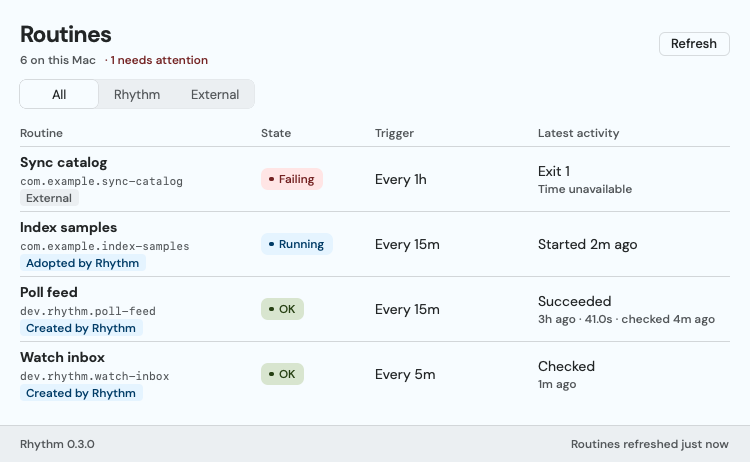 Routines
6 on this Mac · 1 needs attention
Refresh
All Rhythm External
Routine State Trigger Latest activity
Sync catalog
com.example.sync-catalog
External
Failing
Every 1h
Exit 1
Time unavailable
Index samples
com.example.index-samples
Adopted by Rhythm
Running
Every 15m
Started 2m ago
Poll feed
dev.rhythm.poll-feed
Created by Rhythm
OK
Every 15m
Succeeded
3h ago · 41.0s · checked 4m ago
Watch inbox
dev.rhythm.watch-inbox
Created by Rhythm
OK
Every 5m
Checked
1m ago
Rhythm 0.3.0
Routines refreshed just now